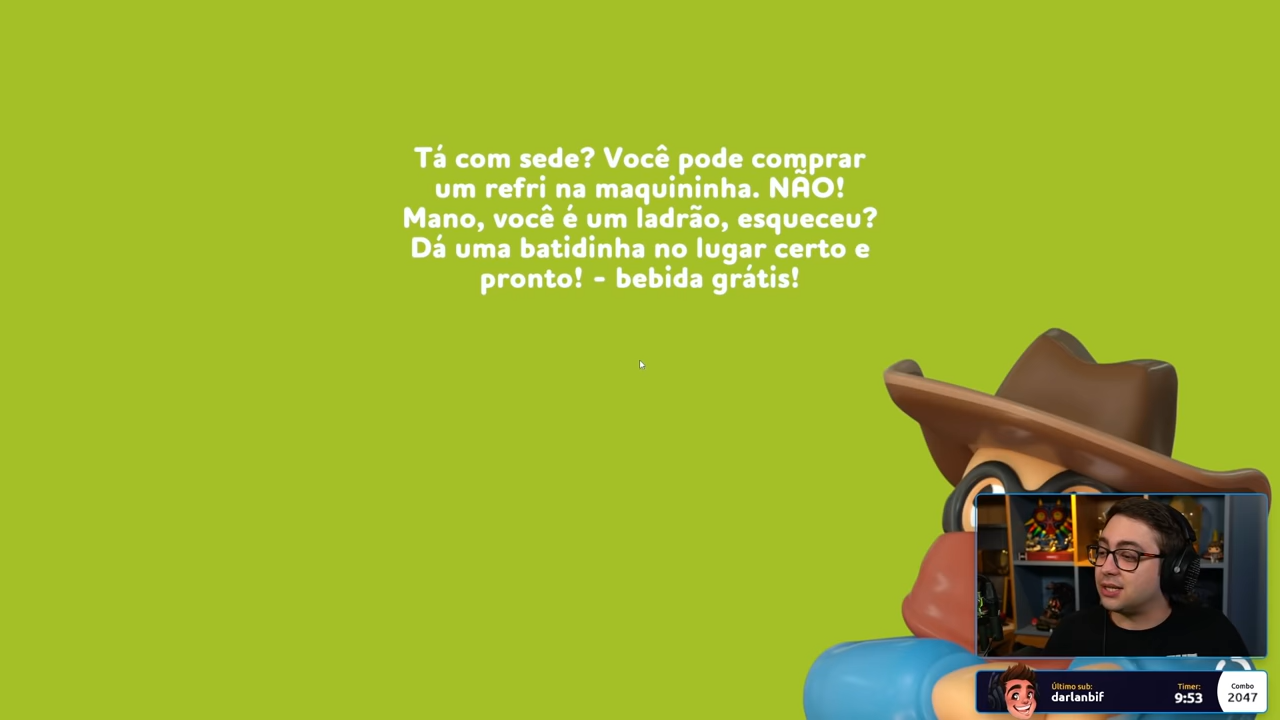 Tá com sede? Você pode comprar
um refri na maquininha. NÃO!
Mano, você é um ladrão, esqueceu?
Dá uma batidinha no lugar certo e
pronto! - bebida grátis!
Último sub:
darlanbif
Timer:
9:53
Combo
2047